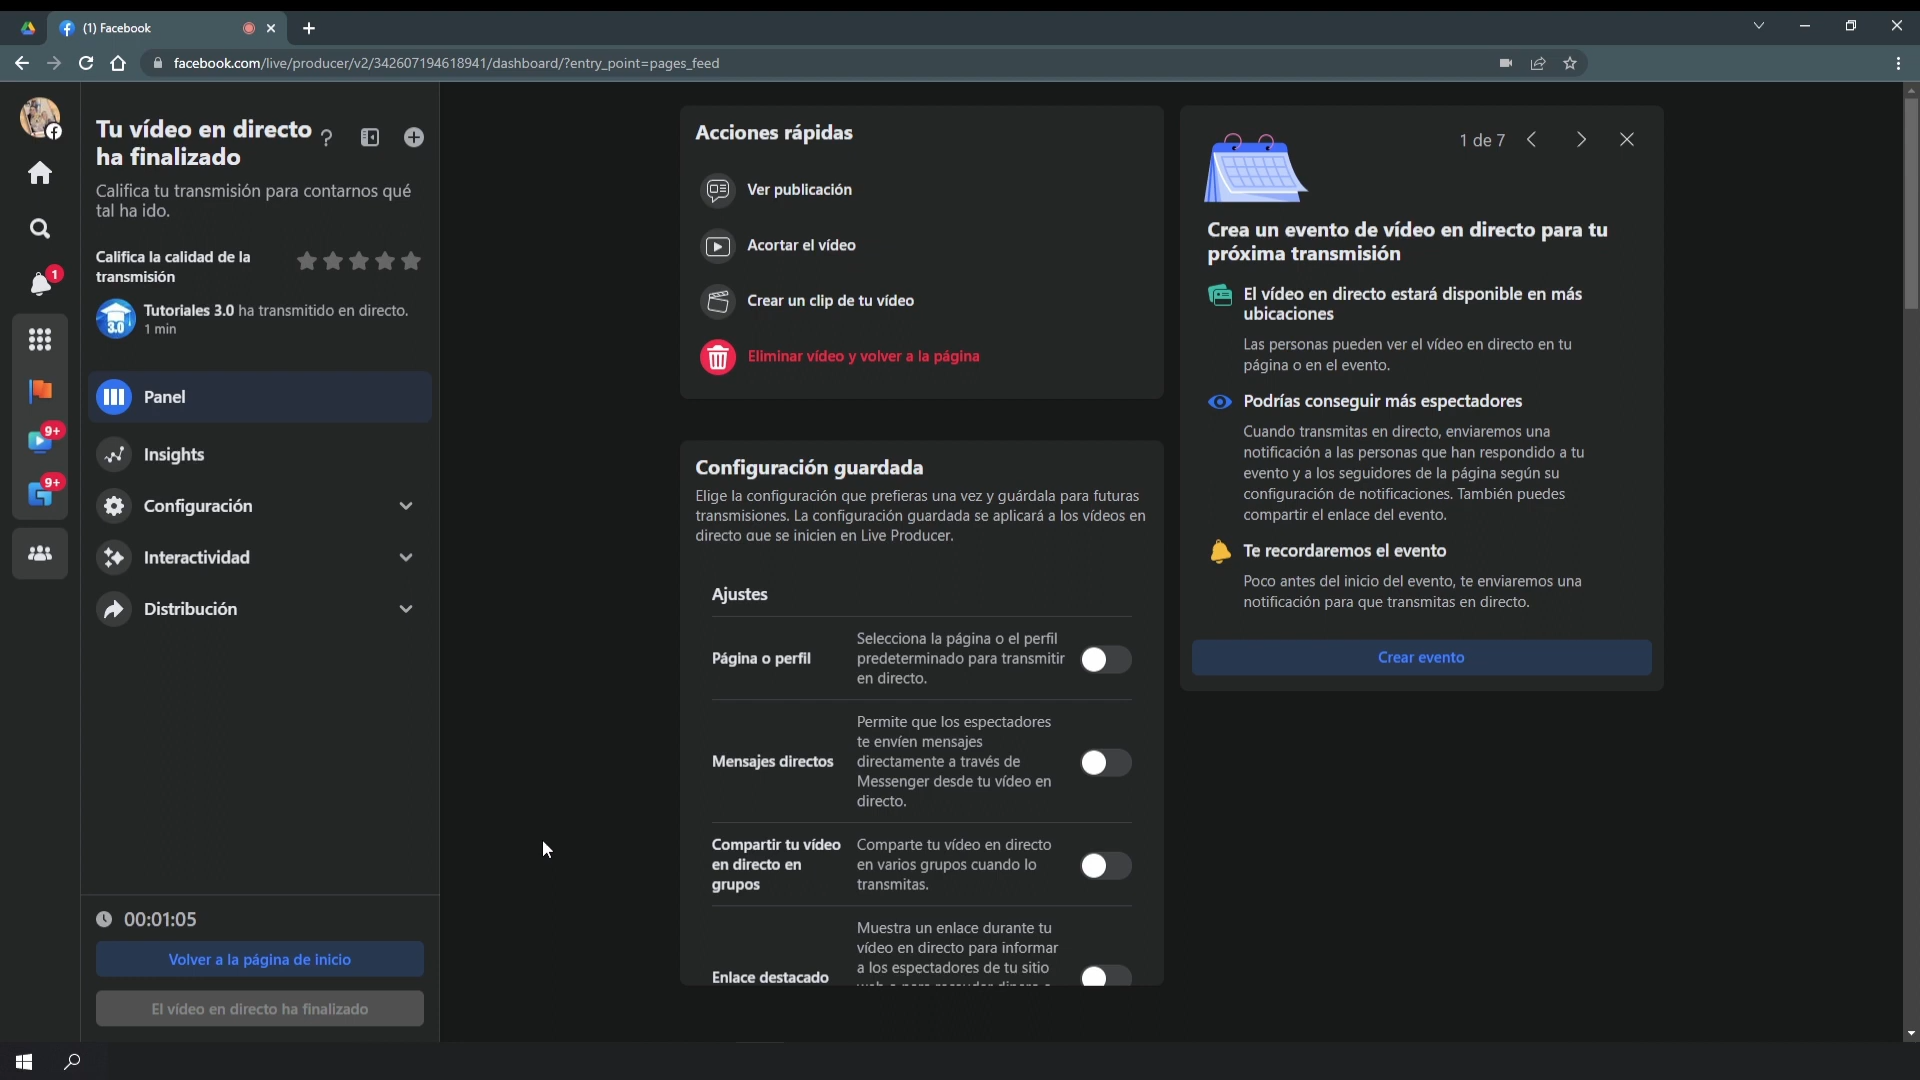 (1) Facebook
facebook.com/live/producer/v2/342607194618941/dashboard/?entry_point=pages_feed
Tu vídeo en directo
ha finalizado
Califica tu transmisión para contarnos qué
tal ha ido.
Califica la calidad de la
transmisión
Tutoriales 3.0 ha transmitido en directo.
1 min
3.0
1
9+
9+
Panel
Insights
Configuración
Interactividad
Distribución
00:01:05
Volver a la página de inicio
El vídeo en directo ha finalizado
Acciones rápidas
Ver publicación
Acortar el vídeo
Crear un clip de tu vídeo
Eliminar vídeo y volver a la página
Configuración guardada
Elige la configuración que prefieras una vez y guárdala para futuras
transmisiones. La configuración guardada se aplicará a los vídeos en
directo que se inicien en Live Producer.
Ajustes
Página o perfil
Selecciona la página o el perfil
predeterminado para transmitir
en directo.
Mensajes directos
Permite que los espectadores
te envíen mensajes
directamente a través de
Messenger desde tu vídeo en
directo.
Compartir tu vídeo
en directo en
grupos
Comparte tu vídeo en directo
en varios grupos cuando lo
transmitas.
Enlace destacado
Muestra un enlace durante tu
vídeo en directo para informar
a los espectadores de tu sitio
1 de 7
Crea un evento de vídeo en directo para tu
próxima transmisión
El vídeo en directo estará disponible en más
ubicaciones
Las personas pueden ver el vídeo en directo en tu
página o en el evento.
Podrías conseguir más espectadores
Cuando transmitas en directo, enviaremos una
notificación a las personas que han respondido a tu
evento y a los seguidores de la página según su
configuración de notificaciones. También puedes
compartir el enlace del evento.
Te recordaremos el evento
Poco antes del inicio del evento, te enviaremos una
notificación para que transmitas en directo.
Crear evento